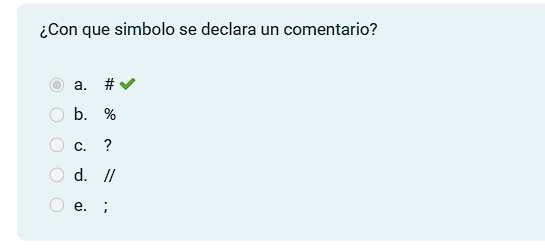 ¿Con que simbolo se declara un comentario?
a. #
b. %
c. ?
d. //
e. ;